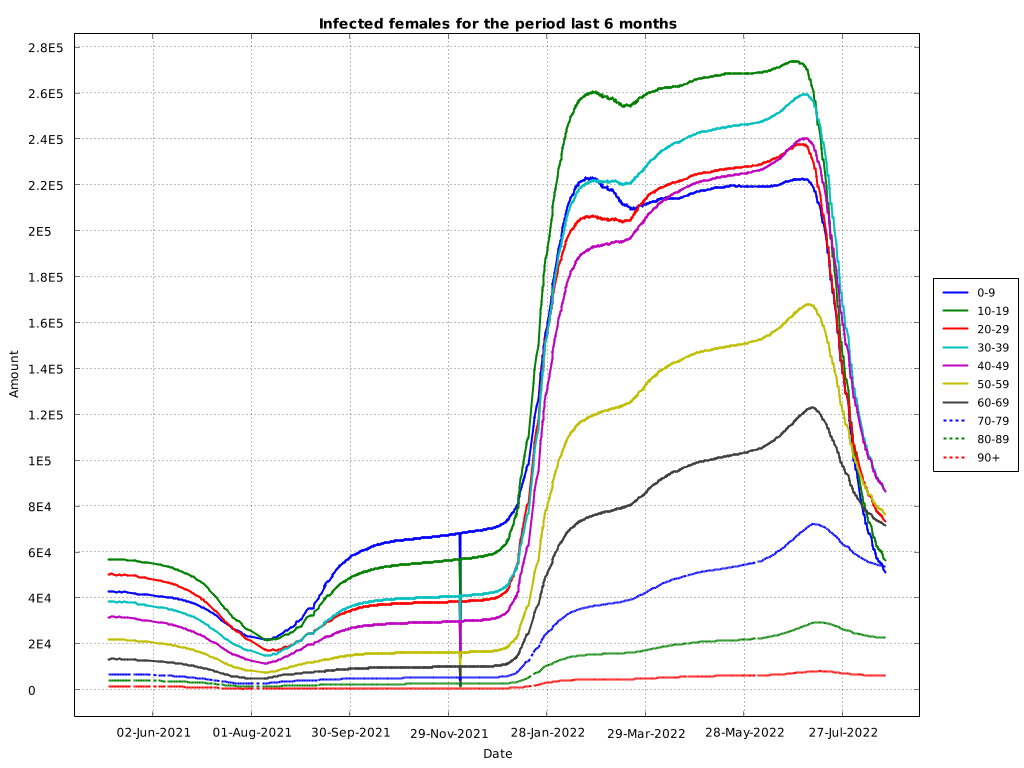 Infected females for the period last 6 months
2.8E5
2.6E5
2.4E5
2.2E5
2E5
1.8E5
1.6E5
1.4E5
1.2E5
1E5
8E4
6E4
4E4
2E4
0
Amount
02-Jun-2021 01-Aug-2021 30-Sep-2021 29-Nov-2021 28-Jan-2022 29-Mar-2022 28-May-2022 27-Jul-2022
Date
0-9
10-19
20-29
30-39
40-49
50-59
60-69
70-79
80-89
90+